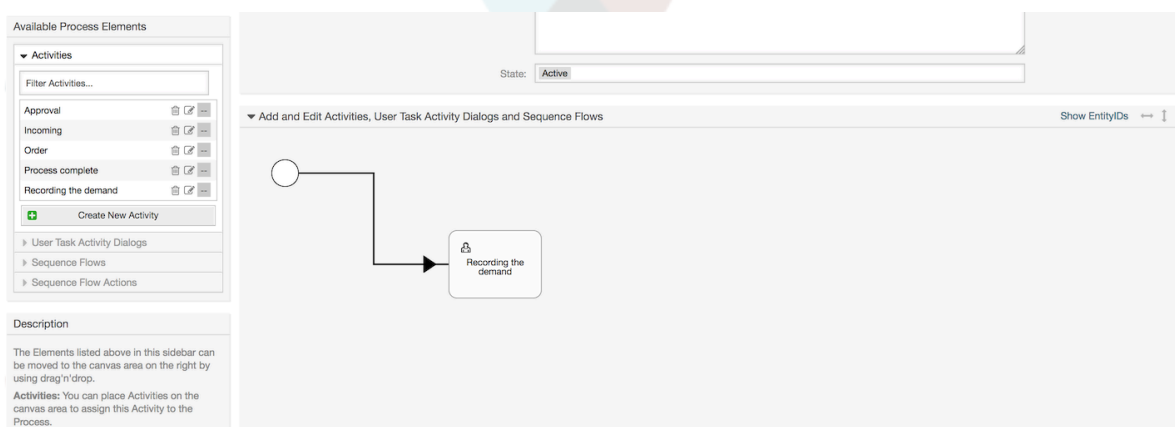 Available Process Elements
Activities
Filter Activities...
Approval
Incoming
Order
Process complete
Recording the demand
Create New Activity
User Task Activity Dialogs
Sequence Flows
Sequence Flow Actions
Description
The Elements listed above in this sidebar can
be moved to the canvas area on the right by
using drag'n'drop.
Activities: You can place Activities on the
canvas area to assign this Activity to the
Process.
State: Active
Add and Edit Activities, User Task Activity Dialogs and Sequence Flows
Show EntityIDs
Recording the
demand